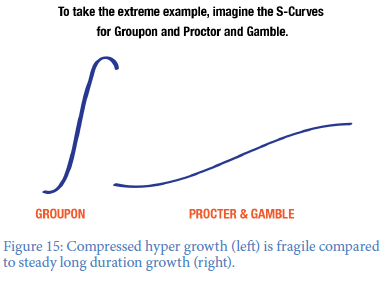 To take the extreme example, imagine the S-Curves
for Groupon and Proctor and Gamble.
GROUPON
PROCTER & GAMBLE
Figure 15: Compressed hyper growth (left) is fragile compared
to steady long duration growth (right).